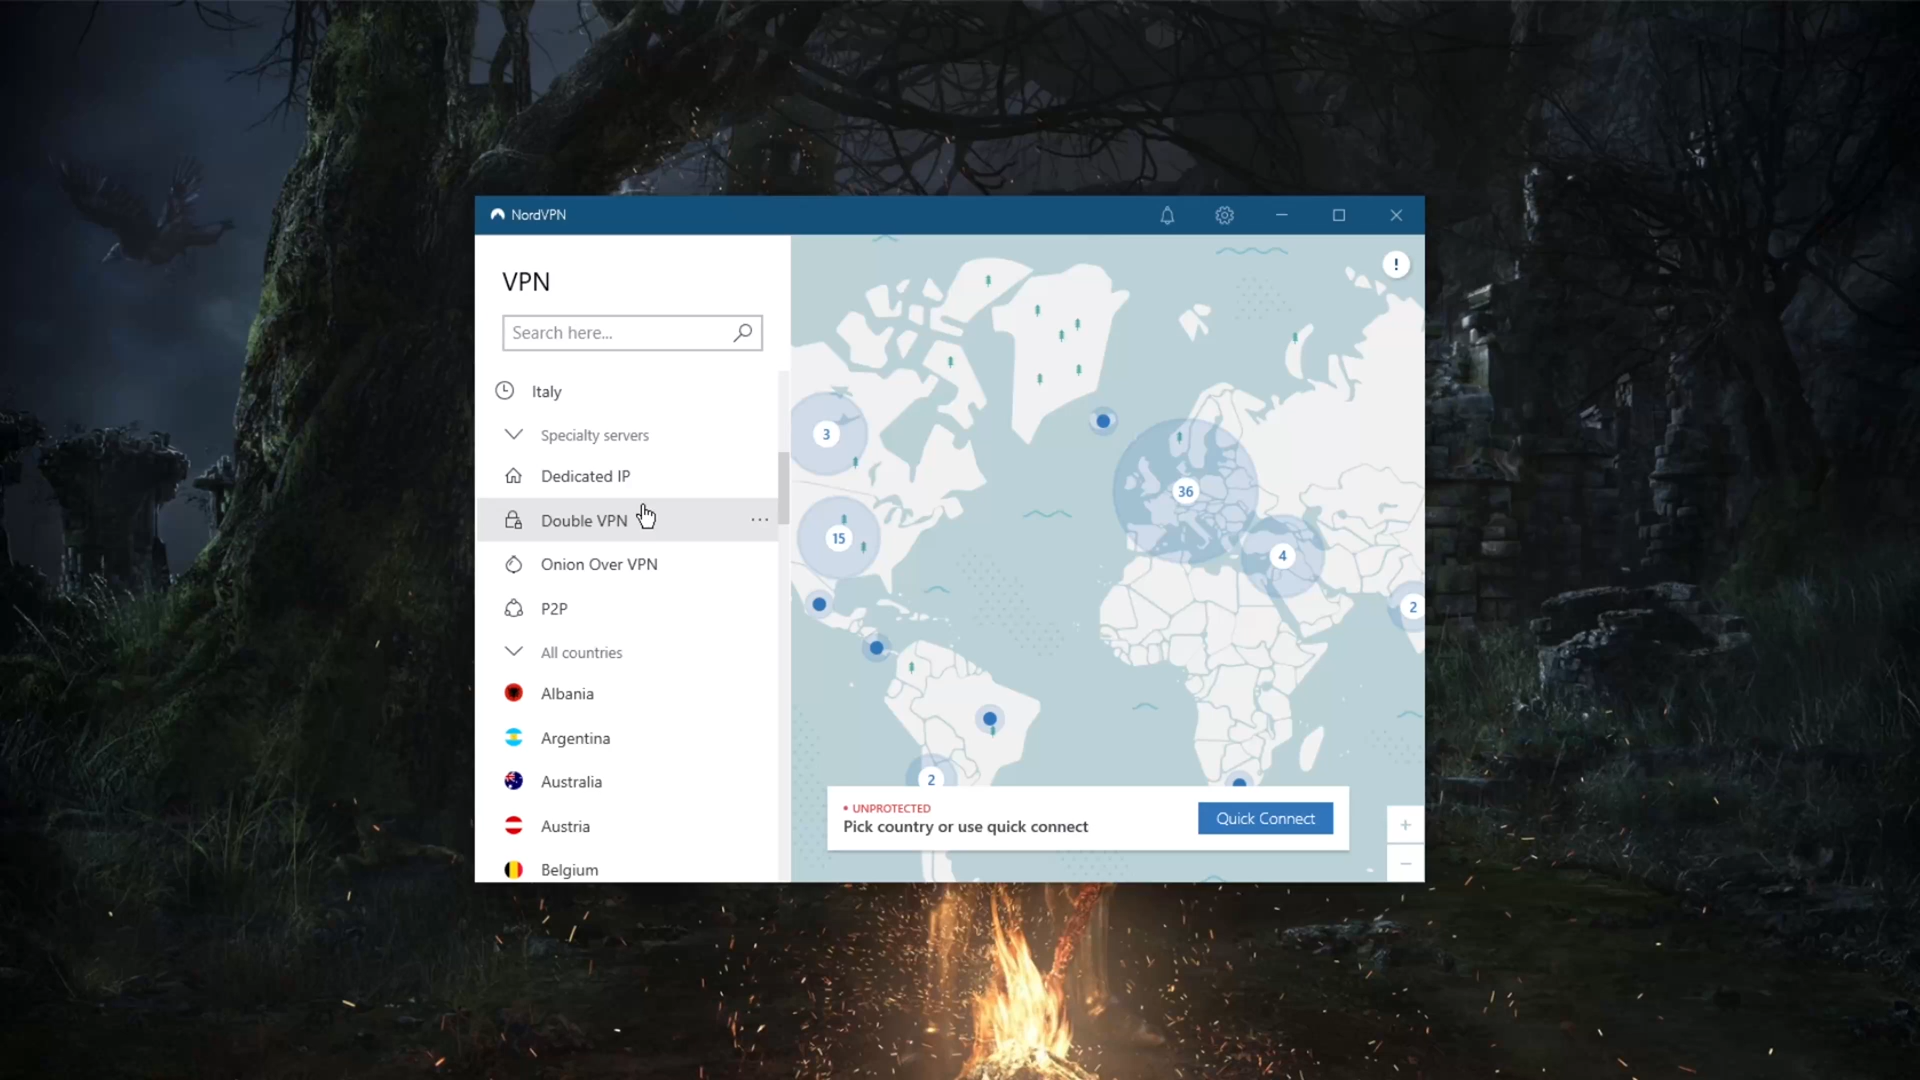 NordVPN
VPN
Search here...
Italy
Specialty servers
Dedicated IP
Double VPN
Onion Over VPN
P2P
All countries
Albania
Argentina
Australia
Austria
Belgium
3
15
36
4
2
2
!
UNPROTECTED
Pick country or use quick connect
Quick Connect